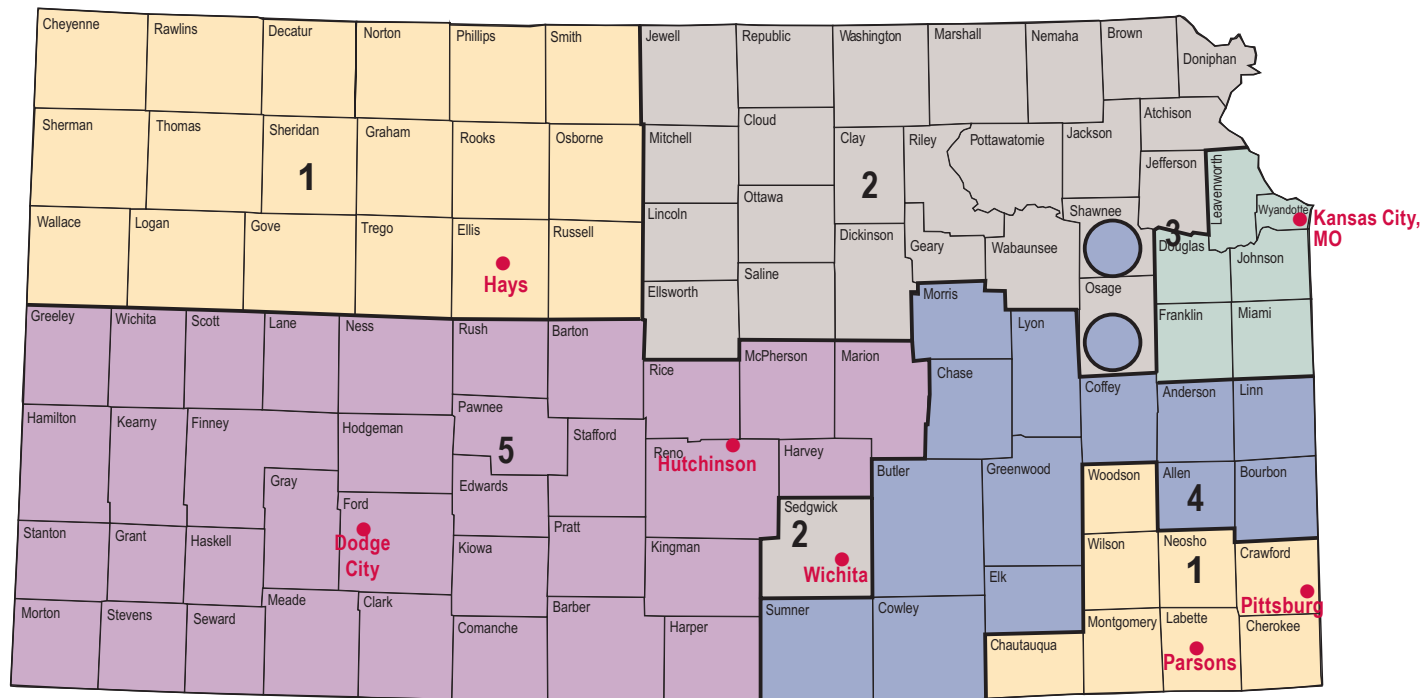 Cheyenne
Rawlins
Decatur
Norton
Phillips
Smith
Jewell
Republic
Washington
Marshall
Nemaha
Brown
Doniphan
Sherman
Thomas
Sheridan
Graham
Rooks
Osborne
Mitchell
Cloud
Clay
Riley
Pottawatomie
Jackson
Atchison
Jefferson
Leavenworth
Wyandotte
1
2
3
Kansas City,
MO
Wallace
Logan
Gove
Trego
Ellis
Russell
Lincoln
Ottawa
Dickinson
Geary
Wabaunsee
Shawnee
Douglas
Johnson
Hays
Ellsworth
Saline
Morris
Lyon
Osage
Franklin
Miami
Greeley
Wichita
Scott
Lane
Ness
Rush
Barton
Rice
McPherson
Marion
Chase
Coffey
Anderson
Linn
Hamilton
Kearny
Finney
Hodgeman
Pawnee
Stafford
5
Reno
Hutchinson
Harvey
Butler
Greenwood
Woodson
Allen
4
Bourbon
Gray
Ford
Edwards
Dodge
City
Stanton
Grant
Haskell
Kiowa
Pratt
Kingman
Sedgwick
2
Wichita
Elk
Wilson
Neosho
1
Crawford
Pittsburg
Morton
Stevens
Seward
Meade
Clark
Comanche
Barber
Harper
Sumner
Cowley
Chautauqua
Montgomery
Labette
Parsons
Cherokee